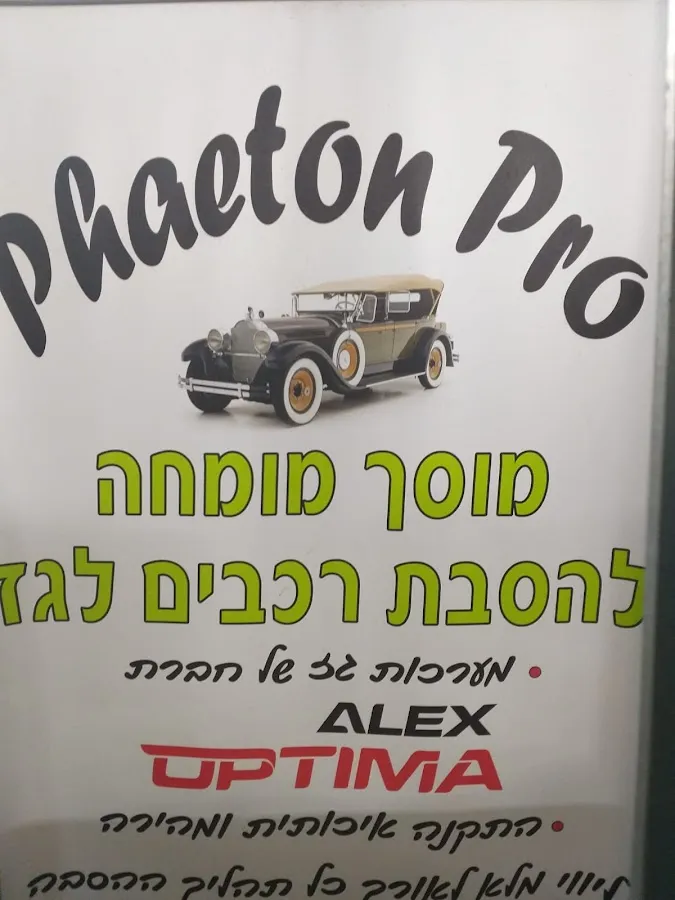 Phaeton Pro
מוסך מומחה
להסבת רכבים לגז
• מערכות גז של חברת
ALEX
OPTIMA
• התקנה איכותית ומהירה
ליווי מלא לאורך כל תהליך ההסבה